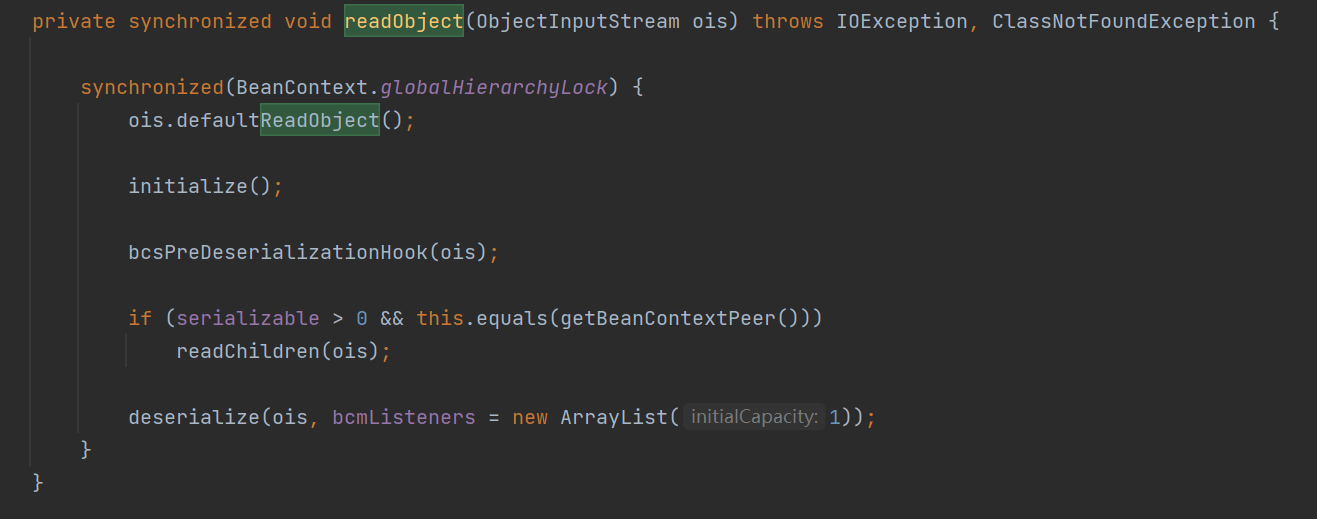 private synchronized void readObject(ObjectInputStream ois) throws IOException, ClassNotFoundException {
synchronized(BeanContext.globalHierarchyLock) {
ois.defaultReadObject();
initialize();
bcsPreDeserializationHook(ois);
if (serializable > 0 && this.equals(getBeanContextPeer()))
readChildren(ois);
deserialize(ois, bcmListeners = new ArrayList( initialCapacity: 1));
}
}